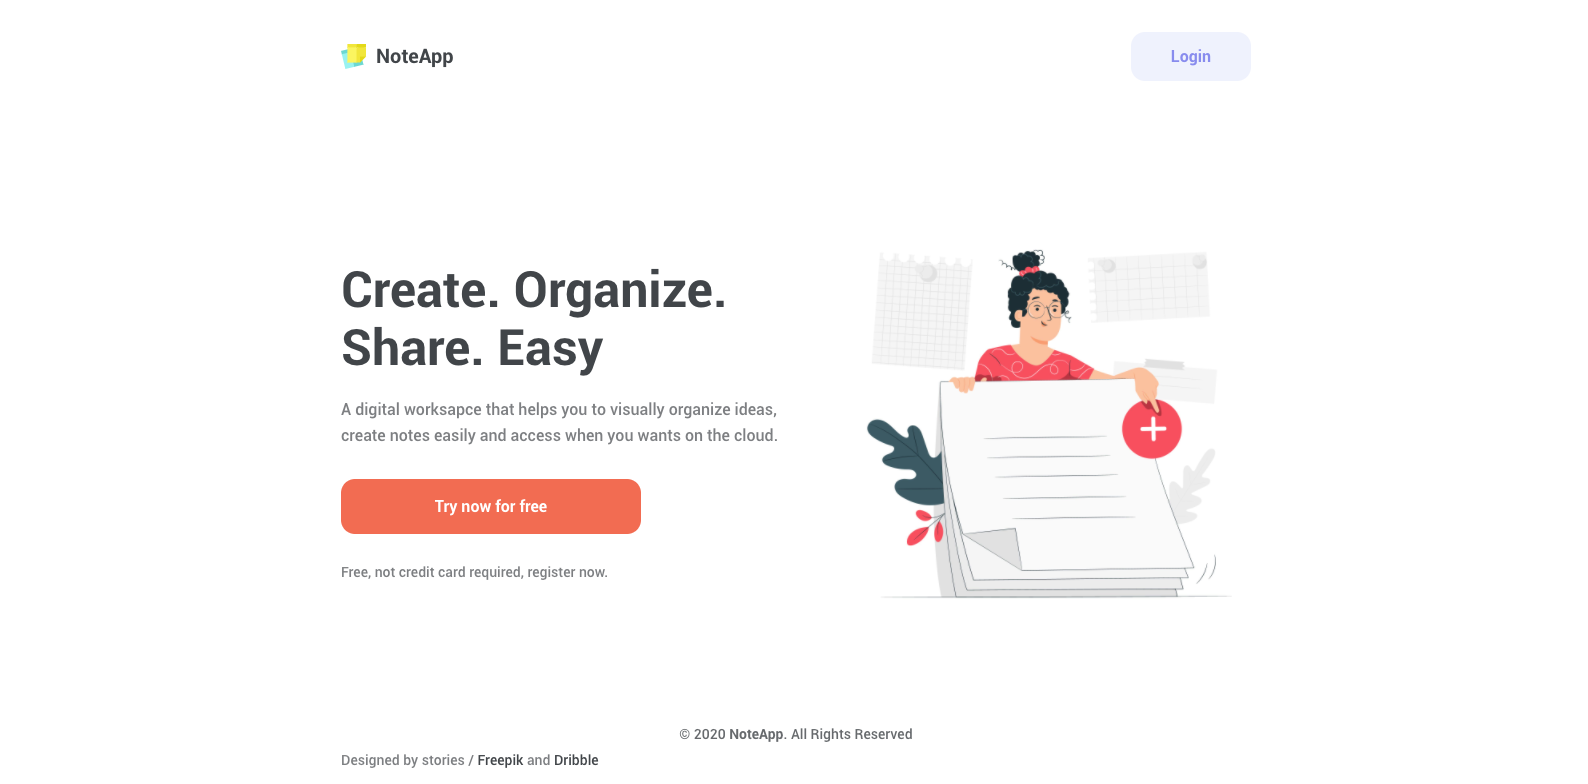 NoteApp
Login
Create. Organize.
Share. Easy
A digital worksapce that helps you to visually organize ideas,
create notes easily and access when you wants on the cloud.
Try now for free
Free, not credit card required, register now.
© 2020 NoteApp. All Rights Reserved
Designed by stories / Freepik and Dribble